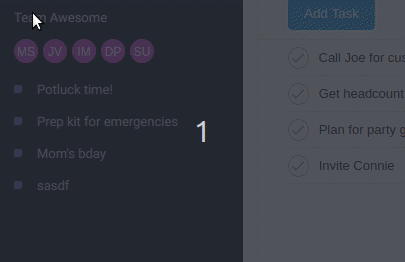 Team Awesome
MS JV IM DP SU
Potluck time!
Prep kit for emergencies
Mom's bday
sasdf
1
Add Task
Call Joe for cus
Get headcount
Plan for party g
Invite Connie